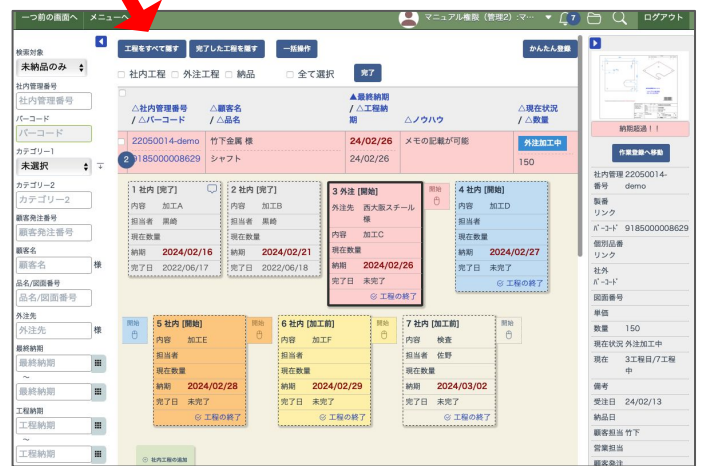 一つ前の画面へ メニューへ マニュアル権限（管理2）:マ… ▼ 7 ログアウト
検索対象
未納品のみ
社内管理番号
社内管理番号
バーコード
バーコード
カテゴリー1
未選択
カテゴリー2
カテゴリー2
顧客発注番号
顧客発注番号
顧客名
顧客名 様
品名/図面番号
品名/図面番号
外注先
外注先 様
最終納期
最終納期
～
最終納期
工程納期
工程納期
～
工程納期
工程をすべて隠す 完了した工程を隠す 一括操作 かんたん登録
社内工程 外注工程 納品 全て選択 完了
△社内管理番号 / △バーコード
△顧客名 / △品名
▲最終納期 / △工程納期
△ノウハウ
△現在状況 / △数量
22050014-demo 竹下金属 様 24/02/26 メモの記載が可能 外注加工中
2 9185000008629 シャフト 24/02/26 150
1 社内 [完了]
内容 加工A
担当者 黒崎
現在数量
納期 2024/02/16
完了日 2022/06/17
2 社内 [完了]
内容 加工B
担当者 黒崎
現在数量
納期 2024/02/21
完了日 2022/06/18
3 外注 [開始]
外注先 西大阪スチール様
内容 加工C
現在数量
納期 2024/02/26
完了日 未完了
工程の終了
開始
4 社内 [開始]
内容 加工D
担当者
現在数量
納期 2024/02/27
完了日 未完了
工程の終了
開始
5 社内 [開始]
内容 加工E
担当者
現在数量
納期 2024/02/28
完了日 未完了
工程の終了
開始
6 社内 [加工前]
内容 加工F
担当者
現在数量
納期 2024/02/29
完了日 未完了
工程の終了
開始
7 社内 [加工前]
内容 検査
担当者 佐野
現在数量
納期 2024/03/02
完了日 未完了
工程の終了
開始
社内工程の追加
納期超過！！
作業登録へ移動
社内管理番号 22050014-demo
製番リンク
ﾊﾞｰｺｰﾄﾞ 9185000008629
個別品番リンク
社外ﾊﾞｰｺｰﾄﾞ
図面番号
単価
数量 150
現在状況 外注加工中
現在 3工程目/7工程中
備考
受注日 24/02/13
納品日
顧客担当 竹下
営業担当
顧客発注